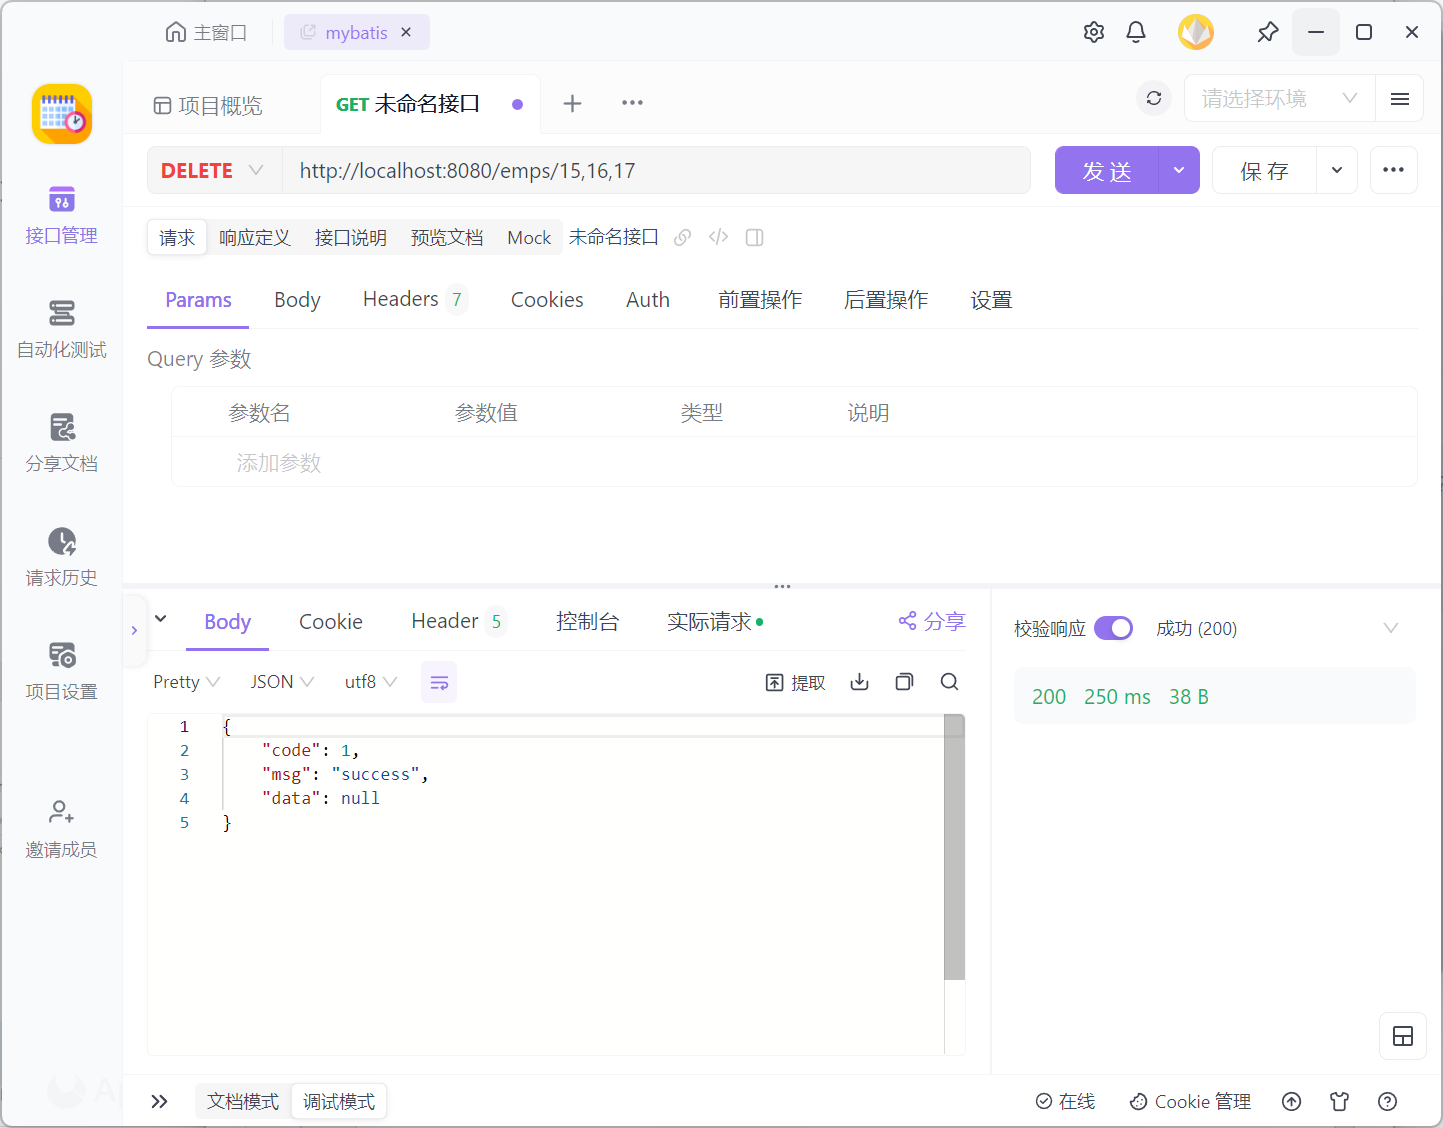 主窗口
mybatis
项目概览
GET 未命名接口
请选择环境
DELETE
http://localhost:8080/emps/15,16,17
发 送
保 存
接口管理
自动化测试
分享文档
请求历史
项目设置
邀请成员
请求
响应定义
接口说明
预览文档
Mock
未命名接口
Params
Body
Headers 7
Cookies
Auth
前置操作
后置操作
设置
Query 参数
参数名
参数值
类型
说明
添加参数
Body
Cookie
Header 5
控制台
实际请求
分享
Pretty
JSON
utf8
提取
1 {
2 "code": 1,
3 "msg": "success",
4 "data": null
5 }
校验响应
成功 (200)
200 250 ms 38 B
文档模式
调试模式
在线
Cookie 管理